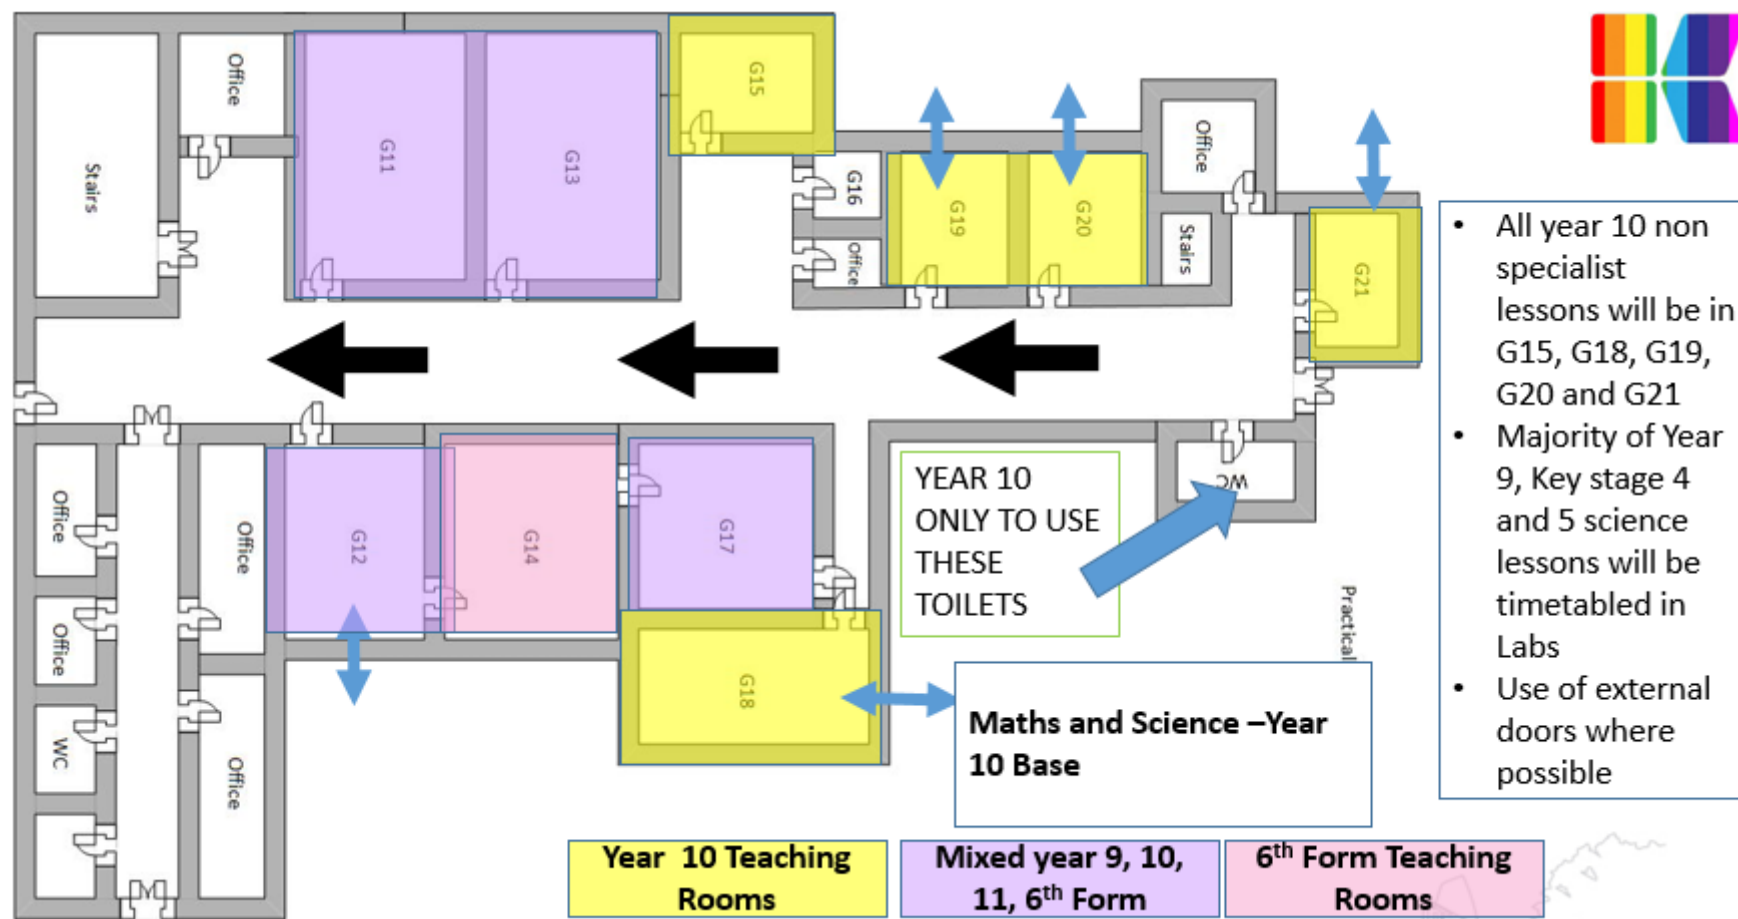 Stairs
Office
G11
G13
G15
G16
Office
G19
G20
Office
Stairs
G21
Office
Office
WC
Office
Office
G12
G14
G17
G18
WC
Practical
YEAR 10
ONLY TO USE
THESE
TOILETS
Maths and Science –Year
10 Base
• All year 10 non
specialist
lessons will be in
G15, G18, G19,
G20 and G21
• Majority of Year
9, Key stage 4
and 5 science
lessons will be
timetabled in
Labs
• Use of external
doors where
possible
Year 10 Teaching
Rooms
Mixed year 9, 10,
11, 6th Form
6th Form Teaching
Rooms